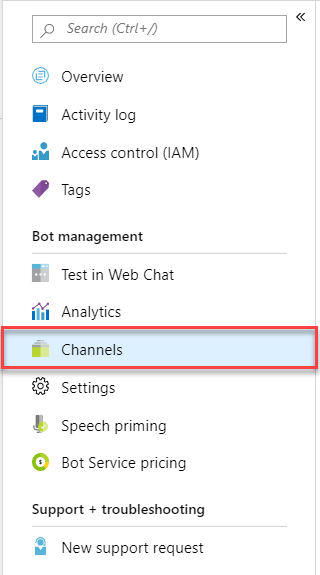 Search (Ctrl+/)
«
Overview
Activity log
Access control (IAM)
Tags
Bot management
Test in Web Chat
Analytics
Channels
Settings
Speech priming
Bot Service pricing
Support + troubleshooting
New support request